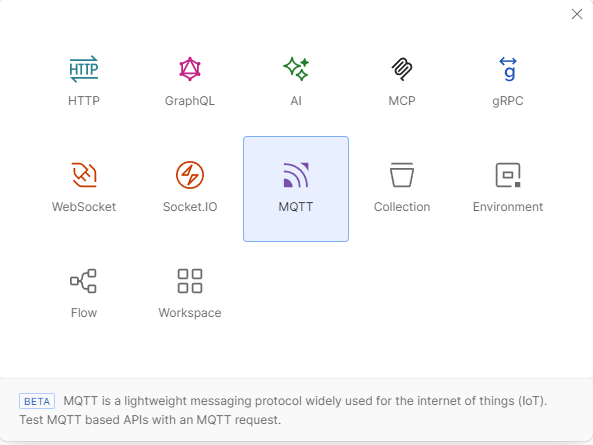 HTTP
HTTP GraphQL AI MCP gRPC
WebSocket Socket.IO MQTT Collection Environment
Flow Workspace
BETA MQTT is a lightweight messaging protocol widely used for the internet of things (IoT).
Test MQTT based APIs with an MQTT request.